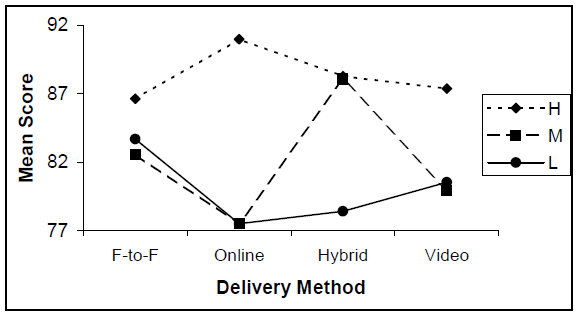 92
87
82
77
Mean Score
F-to-F Online Hybrid Video
Delivery Method
H
M
L